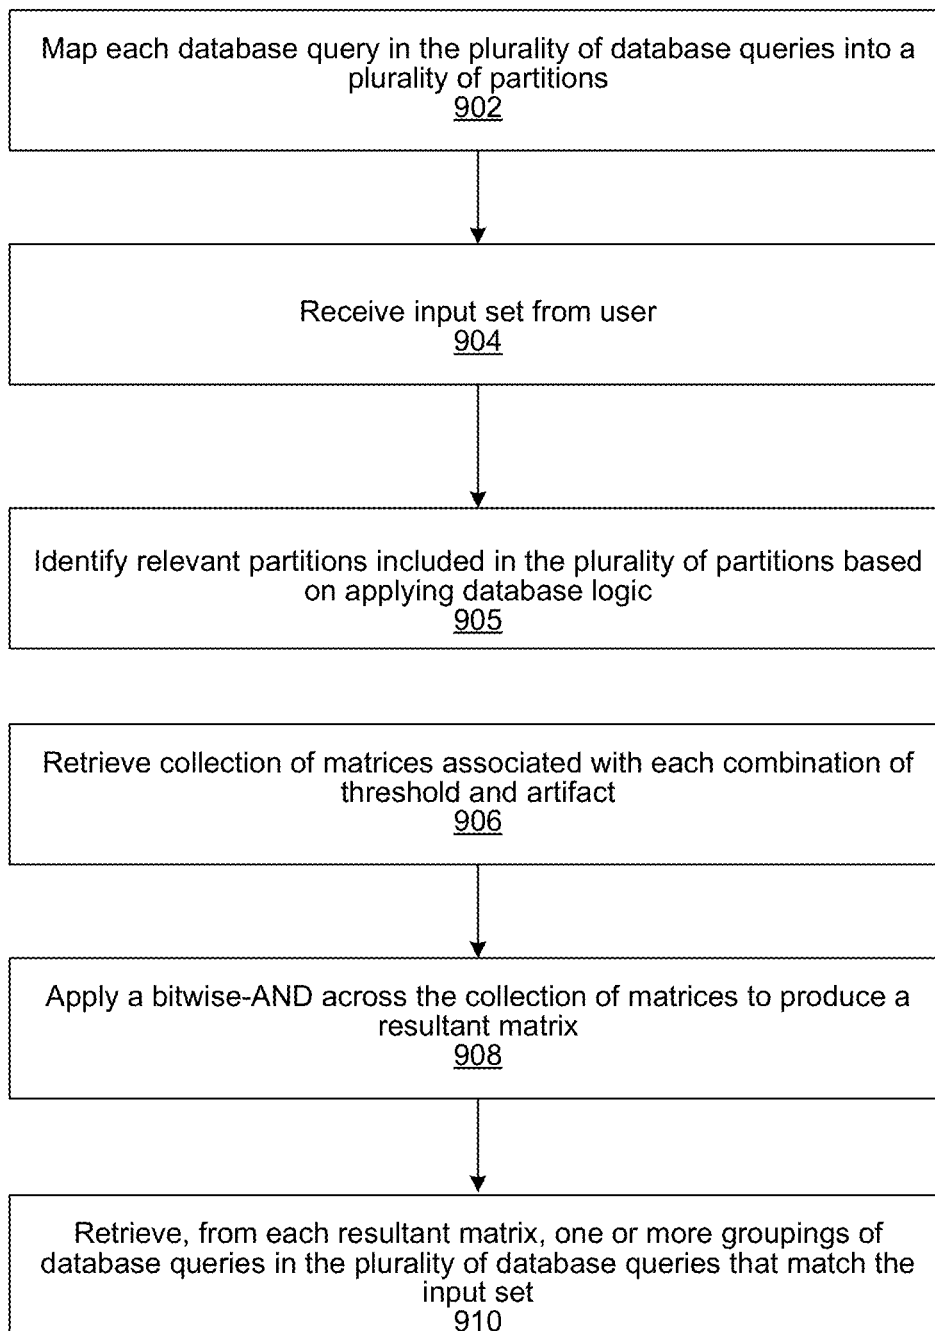 Map each database query in the plurality of database queries into a
plurality of partitions
902
Receive input set from user
904
Identify relevant partitions included in the plurality of partitions based
on applying database logic
905
Retrieve collection of matrices associated with each combination of
threshold and artifact
906
Apply a bitwise-AND across the collection of matrices to produce a
resultant matrix
908
Retrieve, from each resultant matrix, one or more groupings of
database queries in the plurality of database queries that match the
input set
910